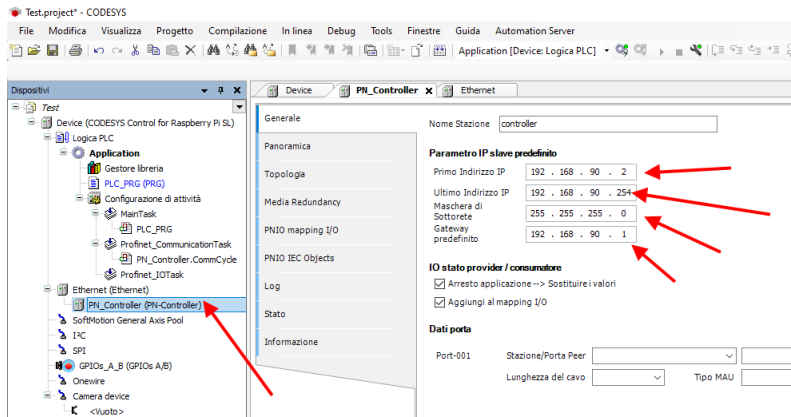 Test.project* - CODESYS
File Modifica Visualizza Progetto Compilazione In linea Debug Tools Finestre Guida Automation Server
Application [Device: Logica PLC]
Dispositivi
Test
Device (CODESYS Control for Raspberry Pi SL)
Logica PLC
Application
Gestore libreria
PLC_PRG (PRG)
Configurazione di attività
MainTask
PLC_PRG
Profinet_CommunicationTask
PN_Controller.CommCycle
Profinet_IOTask
Ethernet (Ethernet)
PN_Controller (PN-Controller)
SoftMotion General Axis Pool
I²C
SPI
GPIOs_A_B (GPIOs A/B)
Onewire
Camera device
<Vuoto>
Device PN_Controller X Ethernet
Generale
Panoramica
Topologia
Media Redundancy
PNIO mapping I/O
PNIO IEC Objects
Log
Stato
Informazione
Nome Stazione controller
Parametro IP slave predefinito
Primo Indirizzo IP 192 . 168 . 90 . 2
Ultimo Indirizzo IP 192 . 168 . 90 . 254
Maschera di
Sottorete 255 . 255 . 255 . 0
Gateway
predefinito 192 . 168 . 90 . 1
IO stato provider / consumatore
Arresto applicazione --> Sostituire i valori
Aggiungi al mapping I/O
Dati porta
Port-001 Stazione/Porta Peer
Lunghezza del cavo Tipo MAU